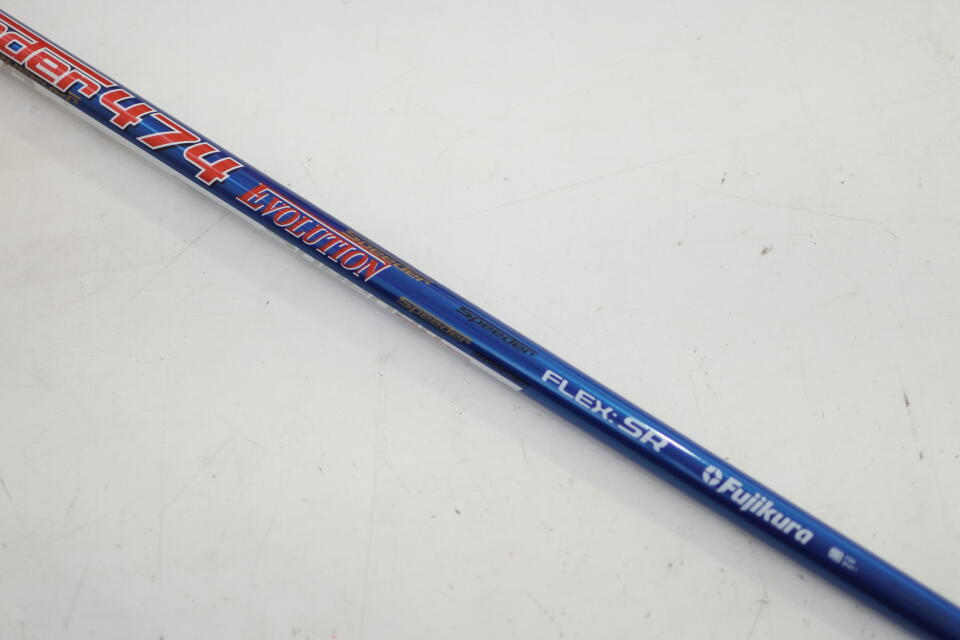 eder 474
EVOLUTION
Speeder
Speeder
Speeder
FLEX: SR
Fujikura